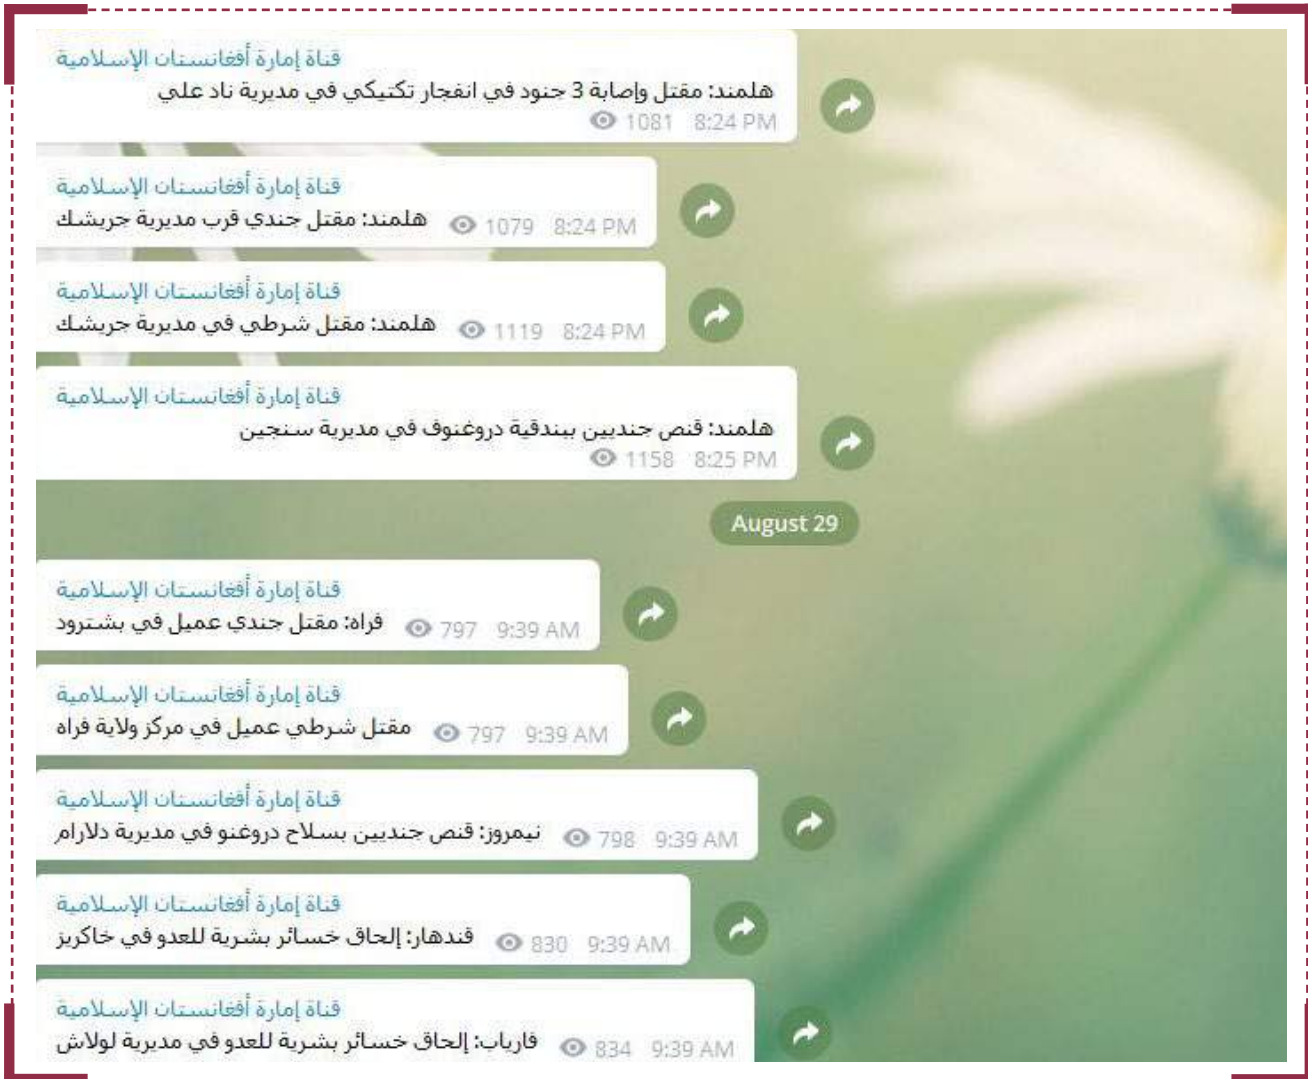 قناة إمارة أفغانستان الإسلامية
هلمند: مقتل وإصابة 3 جنود في انفجار تكتيكي في مديرية ناد علي
1081 8:24 PM
قناة إمارة أفغانستان الإسلامية
هلمند: مقتل جندي قرب مديرية جريشك 1079 8:24 PM
قناة إمارة أفغانستان الإسلامية
هلمند: مقتل شرطي في مديرية جريشك 1119 8:24 PM
قناة إمارة أفغانستان الإسلامية
هلمند: قنص جنديين ببندقية دروغنوف في مديرية سنجين
1158 8:25 PM
August 29
قناة إمارة أفغانستان الإسلامية
فراه: مقتل جندي عميل في بشترود 797 9:39 AM
قناة إمارة أفغانستان الإسلامية
مقتل شرطي عميل في مركز ولاية فراه 797 9:39 AM
قناة إمارة أفغانستان الإسلامية
نيمروز: قنص جنديين بسلاح دروغنو في مديرية دلارام 798 9:39 AM
قناة إمارة أفغانستان الإسلامية
قندهار: إلحاق خسائر بشرية للعدو في خاكريز 830 9:39 AM
قناة إمارة أفغانستان الإسلامية
فارياب: إلحاق خسائر بشرية للعدو في مديرية لولاش 834 9:39 AM